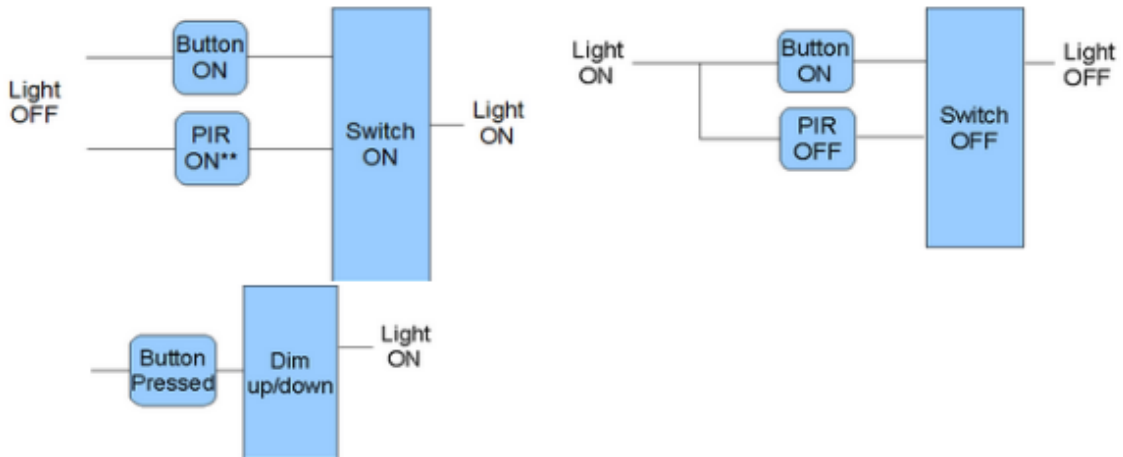 Light
OFF
Button
ON
PIR
ON**
Switch
ON
Light
ON
Light
ON
Button
ON
PIR
OFF
Switch
OFF
Light
OFF
Button
Pressed
Dim
up/down
Light
ON